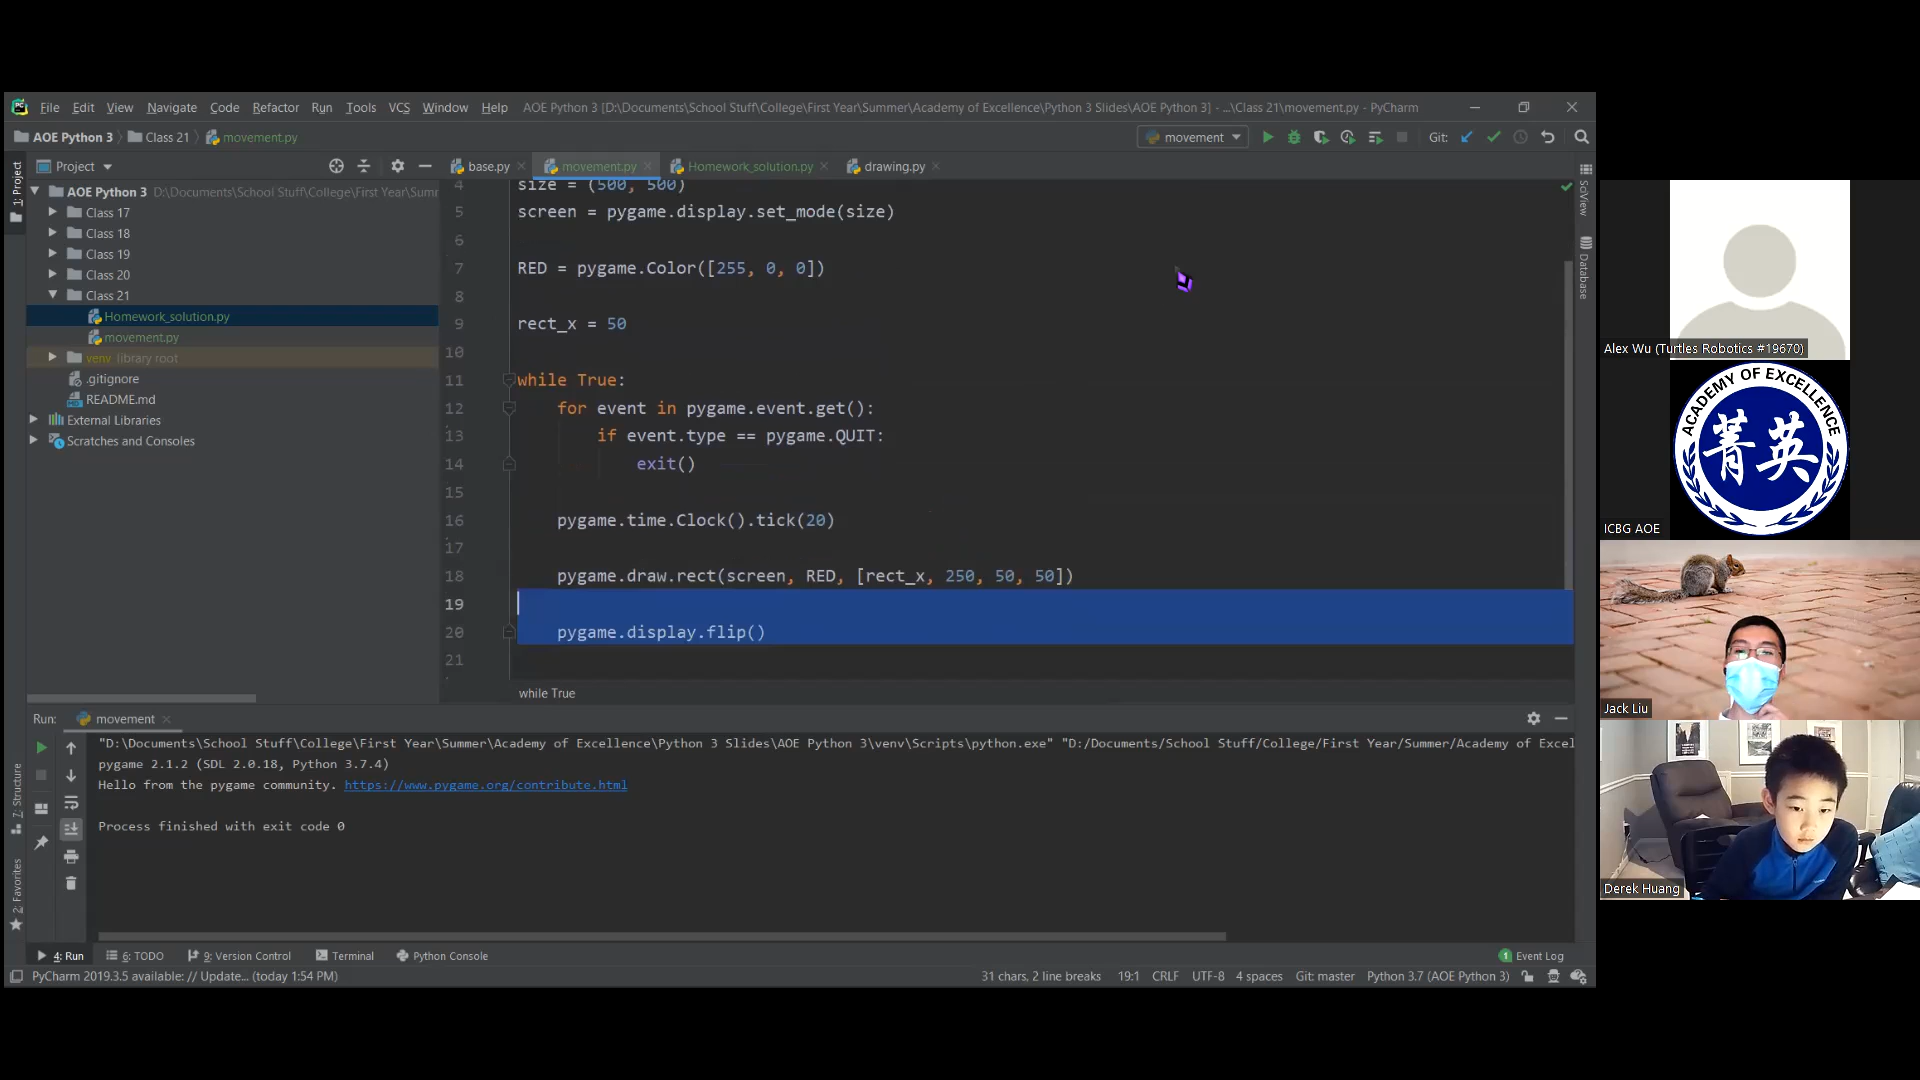 File Edit View Navigate Code Refactor Run Tools VCS Window Help AOE Python 3 [D:\Documents\School Stuff\College\First Year\Summer\Academy of Excellence\Python 3 Slides\AOE Python 3] - ...\Class 21\movement.py - PyCharm
AOE Python 3 Class 21 movement.py movement Git:
1: Project
Project
base.py movement.py Homework_solution.py drawing.py
AOE Python 3 D:\Documents\School Stuff\College\First Year\Sum
Class 17
Class 18
Class 19
Class 20
Class 21
Homework_solution.py
movement.py
venv library root
.gitignore
README.md
External Libraries
Scratches and Consoles
4 size = (500, 500)
5 screen = pygame.display.set_mode(size)
6
7 RED = pygame.Color([255, 0, 0])
8
9 rect_x = 50
10
11 while True:
12 for event in pygame.event.get():
13 if event.type == pygame.QUIT:
14 exit()
15
16 pygame.time.Clock().tick(20)
17
18 pygame.draw.rect(screen, RED, [rect_x, 250, 50, 50])
19
20 pygame.display.flip()
21
while True
SciView
Database
Run: movement
"D:\Documents\School Stuff\College\First Year\Summer\Academy of Excellence\Python 3 Slides\AOE Python 3\venv\Scripts\python.exe" "D:/Documents/School Stuff/College/First Year/Summer/Academy of Excel
pygame 2.1.2 (SDL 2.0.18, Python 3.7.4)
Hello from the pygame community. https://www.pygame.org/contribute.html
Process finished with exit code 0
7: Structure
2: Favorites
4: Run 6: TODO 9: Version Control Terminal Python Console 1 Event Log
PyCharm 2019.3.5 available: // Update... (today 1:54 PM) 31 chars, 2 line breaks 19:1 CRLF UTF-8 4 spaces Git: master Python 3.7 (AOE Python 3)
Alex Wu (Turtles Robotics #19670)
ACADEMY OF EXCELLENCE
菁英
ICBG AOE
Jack Liu
Derek Huang